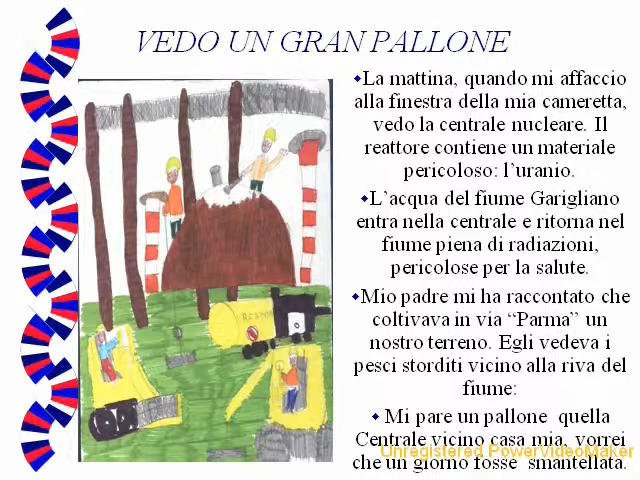 VEDO UN GRAN PALLONE
La mattina, quando mi affaccio
alla finestra della mia cameretta,
vedo la centrale nucleare. Il
reattore contiene un materiale
pericoloso: l’uranio.
L’acqua del fiume Garigliano
entra nella centrale e ritorna nel
fiume piena di radiazioni,
pericolose per la salute.
Mio padre mi ha raccontato che
coltivava in via “Parma” un
nostro terreno. Egli vedeva i
pesci storditi vicino alla riva del
fiume:
Mi pare un pallone quella
Centrale vicino casa mia, vorrei
che un giorno fosse smantellata.
Unregistered PowerVideoMaker